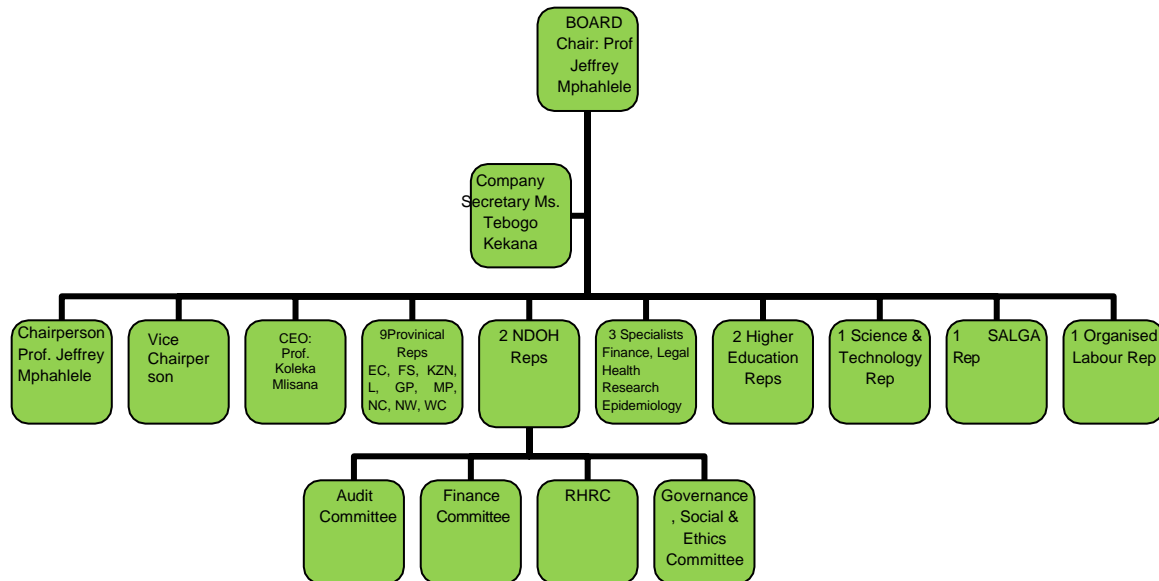 BOARD
Chair: Prof
Jeffrey
Mphahlele
Company
Secretary Ms.
Tebogo
Kekana
Chairperson
Prof. Jeffrey
Mphahlele
Vice
Chairper
son
CEO:
Prof.
Koleka
Mlisana
9Provinical
Reps
EC, FS, KZN,
L, GP, MP,
NC, NW, WC
2 NDOH
Reps
3 Specialists
Finance, Legal
Health
Research
Epidemiology
2 Higher
Education
Reps
1 Science &
Technology
Rep
1 SALGA
Rep
1 Organised
Labour Rep
Audit
Committee
Finance
Committee
RHRC
Governance
, Social &
Ethics
Committee